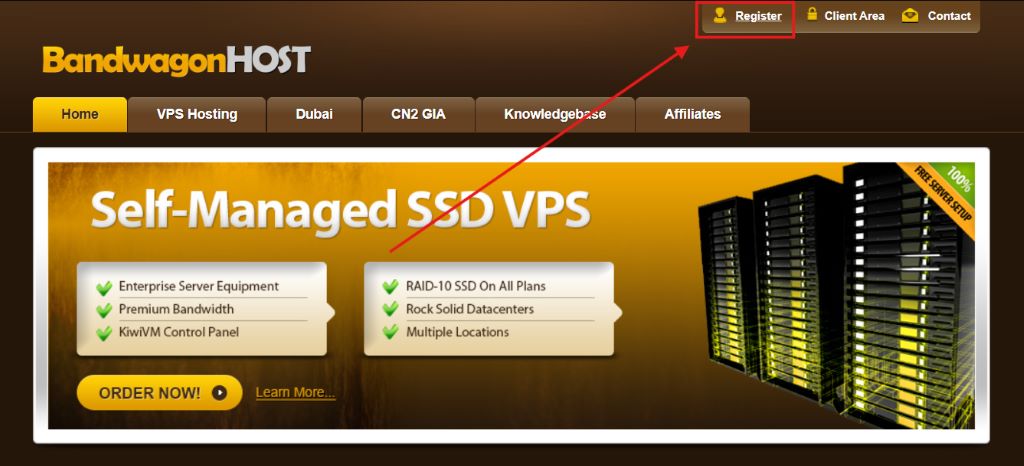 Register Client Area Contact
BandwagonHOST
Home VPS Hosting Dubai CN2 GIA Knowledgebase Affiliates
100%
FREE SERVER SETUP
Self-Managed SSD VPS
Enterprise Server Equipment
Premium Bandwidth
KiwiVM Control Panel
RAID-10 SSD On All Plans
Rock Solid Datacenters
Multiple Locations
ORDER NOW! Learn More...